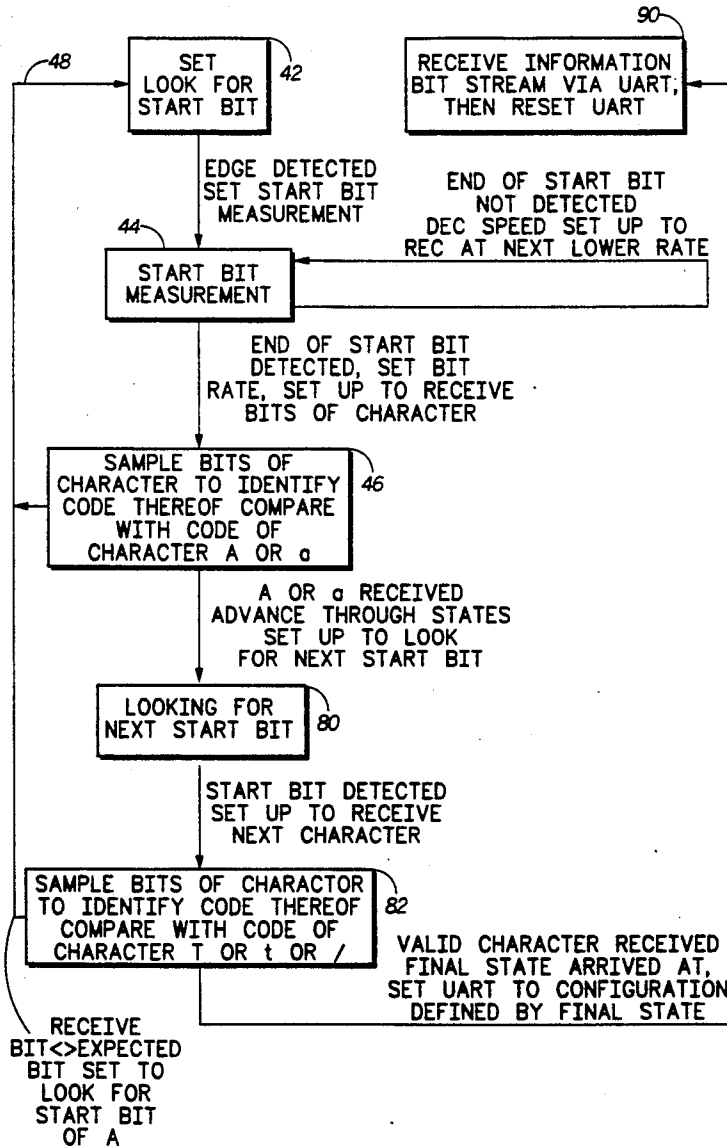 48
SET
LOOK FOR
START BIT
42
90
RECEIVE INFORMATION
BIT STREAM VIA UART,
THEN RESET UART
EDGE DETECTED
SET START BIT
MEASUREMENT
END OF START BIT
NOT DETECTED
DEC SPEED SET UP TO
REC AT NEXT LOWER RATE
44
START BIT
MEASUREMENT
END OF START BIT
DETECTED, SET BIT
RATE, SET UP TO RECEIVE
BITS OF CHARACTER
SAMPLE BITS OF
CHARACTER TO IDENTIFY
CODE THEREOF COMPARE
WITH CODE OF
CHARACTER A OR a
46
A OR a RECEIVED
ADVANCE THROUGH STATES
SET UP TO LOOK
FOR NEXT START BIT
LOOKING FOR
NEXT START BIT
80
START BIT DETECTED
SET UP TO RECEIVE
NEXT CHARACTER
SAMPLE BITS OF CHARACTOR
TO IDENTIFY CODE THEREOF
COMPARE WITH CODE OF
CHARACTER T OR t OR /
82
VALID CHARACTER RECEIVED
FINAL STATE ARRIVED AT,
SET UART TO CONFIGURATION
DEFINED BY FINAL STATE
RECEIVE
BIT<>EXPECTED
BIT SET TO
LOOK FOR
START BIT
OF A